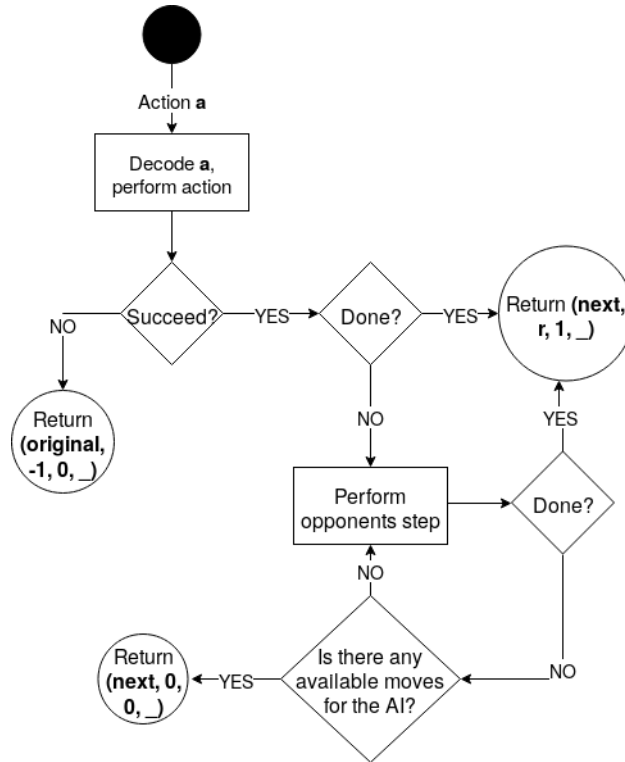 Action a
Decode a,
perform action
Succeed?
YES
Done?
YES
Return (next,
r, 1, _)
NO
Return
(original,
-1, 0, _)
NO
YES
Perform
opponents step
Done?
NO
Is there any
available moves
for the AI?
NO
YES
Return
(next, 0,
0, _)